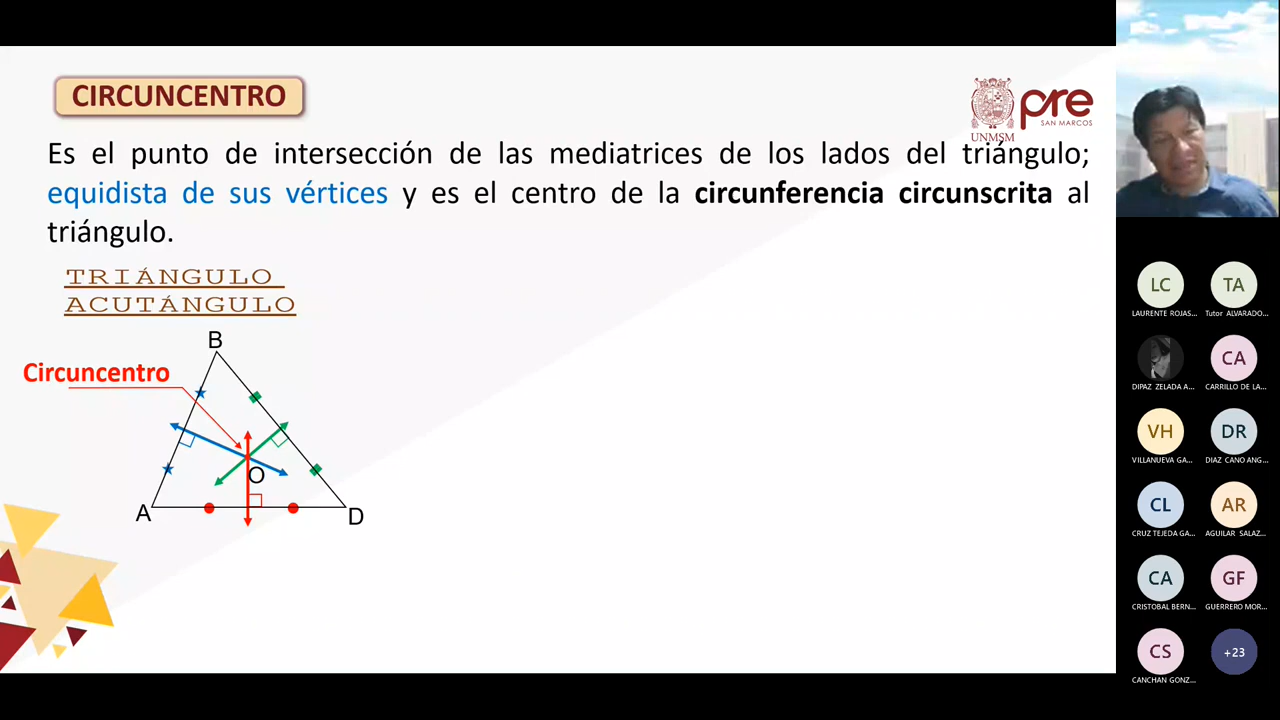 CIRCUNCENTRO
pre
SAN MARCOS
UNMSM
Es el punto de intersección de las mediatrices de los lados del triángulo;
equidista de sus vértices y es el centro de la circunferencia circunscrita al
triángulo.
TRIÁNGULO
ACUTÁNGULO
B
Circuncentro
O
A
D
LC
TA
LAURENTE ROJAS...
Tutor ALVARADO...
CA
DIPAZ ZELADA A...
CARRILLO DE LA...
VH
DR
VILLANUEVA GA...
DIAZ CANO ANG...
CL
AR
CRUZ TEJEDA GA...
AGUILAR SALAZ...
CA
GF
CRISTOBAL BERN...
GUERRERO MOR...
CS
+23
CANCHAN GONZ...